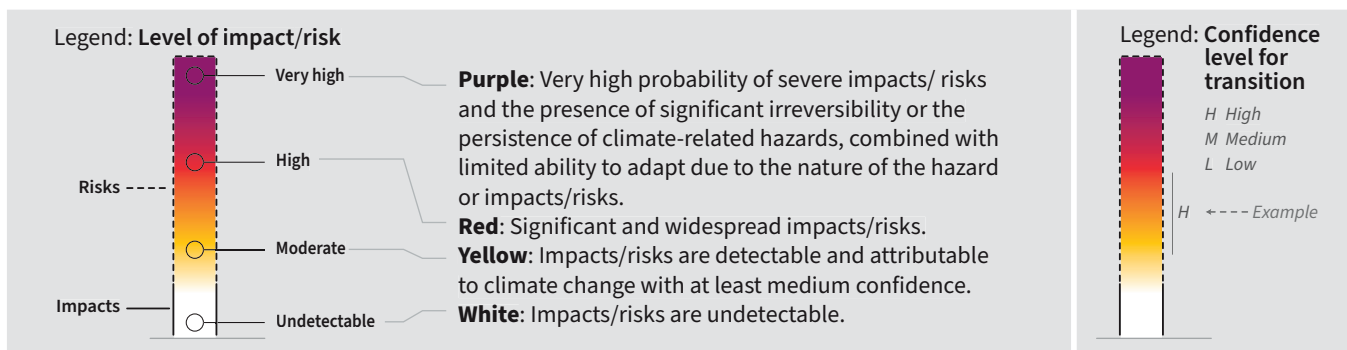 Legend: Level of impact/risk
Very high
High
Risks
Moderate
Impacts
Undetectable
Purple: Very high probability of severe impacts/ risks
and the presence of significant irreversibility or the
persistence of climate-related hazards, combined with
limited ability to adapt due to the nature of the hazard
or impacts/risks.
Red: Significant and widespread impacts/risks.
Yellow: Impacts/risks are detectable and attributable
to climate change with at least medium confidence.
White: Impacts/risks are undetectable.
Legend: Confidence
level for
transition
H High
M Medium
L Low
H
Example